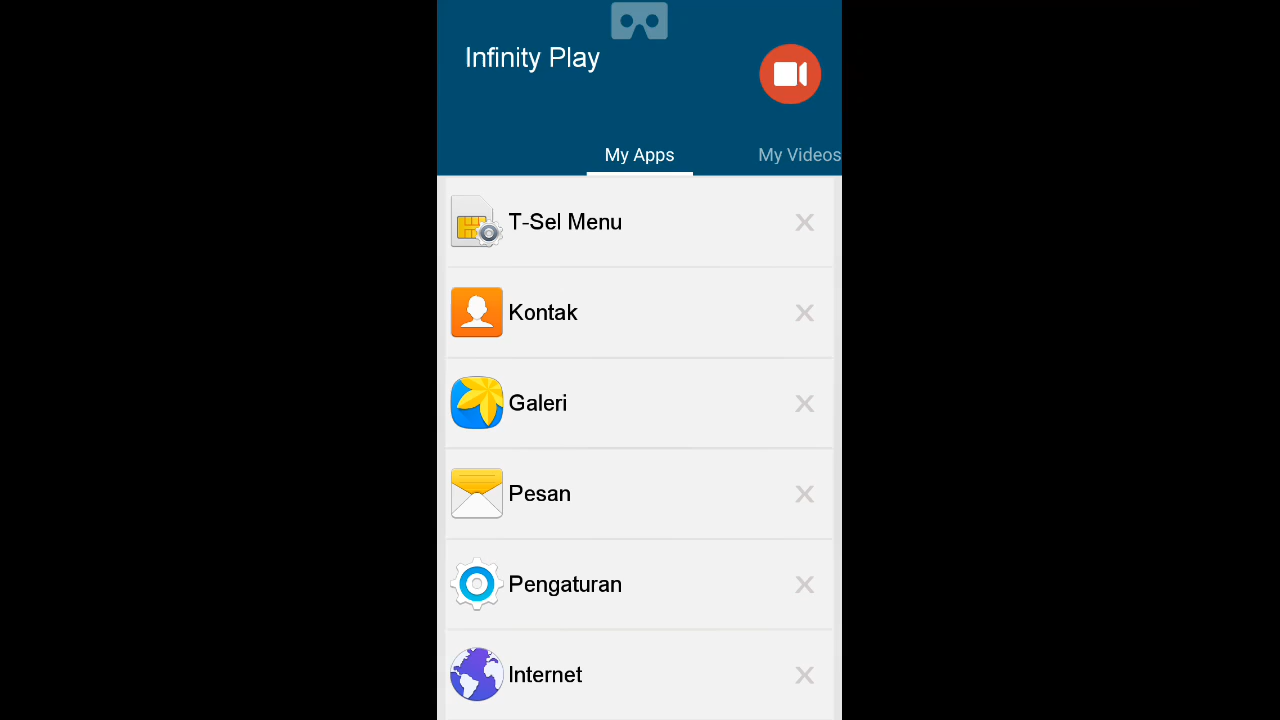 Infinity Play
My Apps
My Videos
T-Sel Menu
Kontak
Galeri
Pesan
Pengaturan
Internet